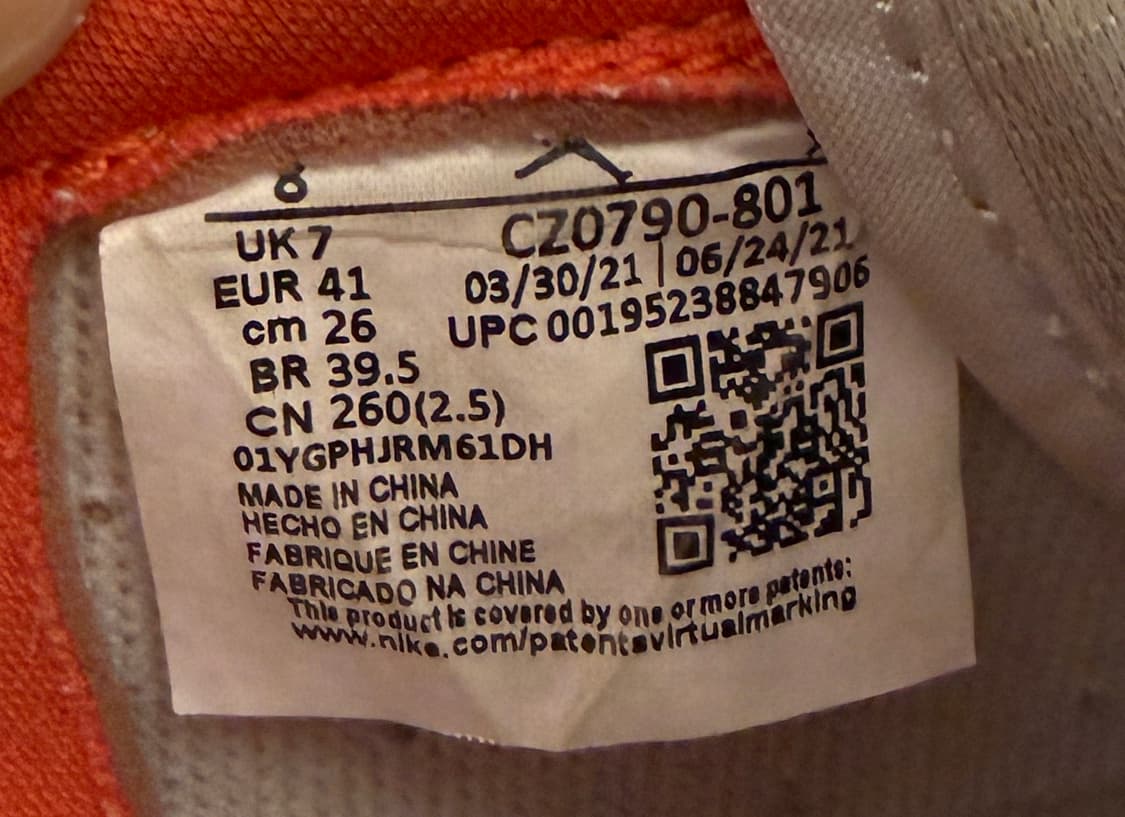 8
UK 7
CZ0790-801
EUR 41
03/30/21 | 06/24/21
cm 26
UPC 00195238847906
BR 39.5
CN 260(2.5)
01YGPHJRM61DH
MADE IN CHINA
HECHO EN CHINA
FABRIQUE EN CHINE
FABRICADO NA CHINA
This product is covered by one or more patents:
www.nike.com/patentsvirtualmarking